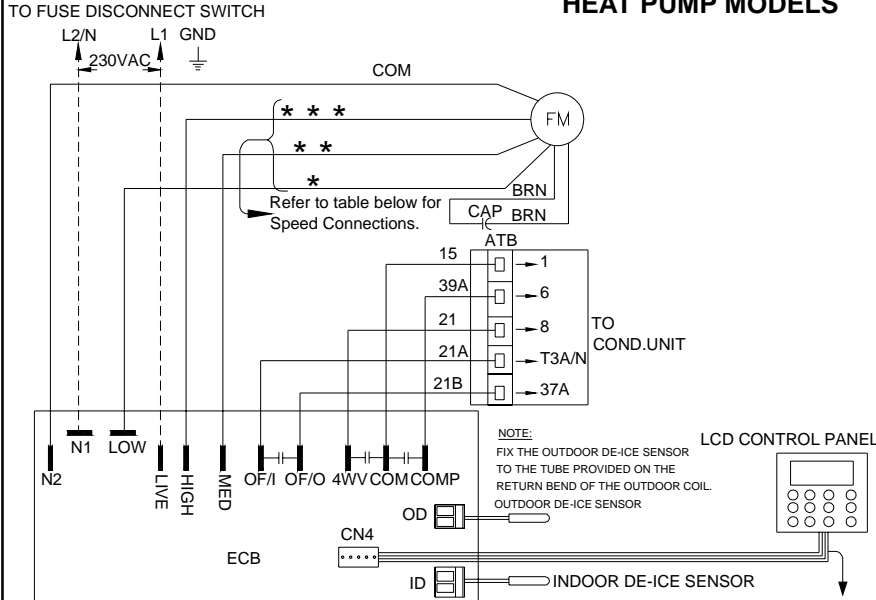 HEAT PUMP MODELS
TO FUSE DISCONNECT SWITCH
L2/N L1 GND
230VAC
COM
FM
* * *
* *
*
Refer to table below for
Speed Connections.
BRN
CAP BRN
ATB
15 1
39A 6
21 8
21A T3A/N
21B 37A
TO
COND.UNIT
N2 N1 LOW LIVE HIGH MED OF/I OF/O 4WV COM COMP
NOTE:
FIX THE OUTDOOR DE-ICE SENSOR
TO THE TUBE PROVIDED ON THE
RETURN BEND OF THE OUTDOOR COIL.
OUTDOOR DE-ICE SENSOR
LCD CONTROL PANEL
OD
CN4
ECB
ID INDOOR DE-ICE SENSOR